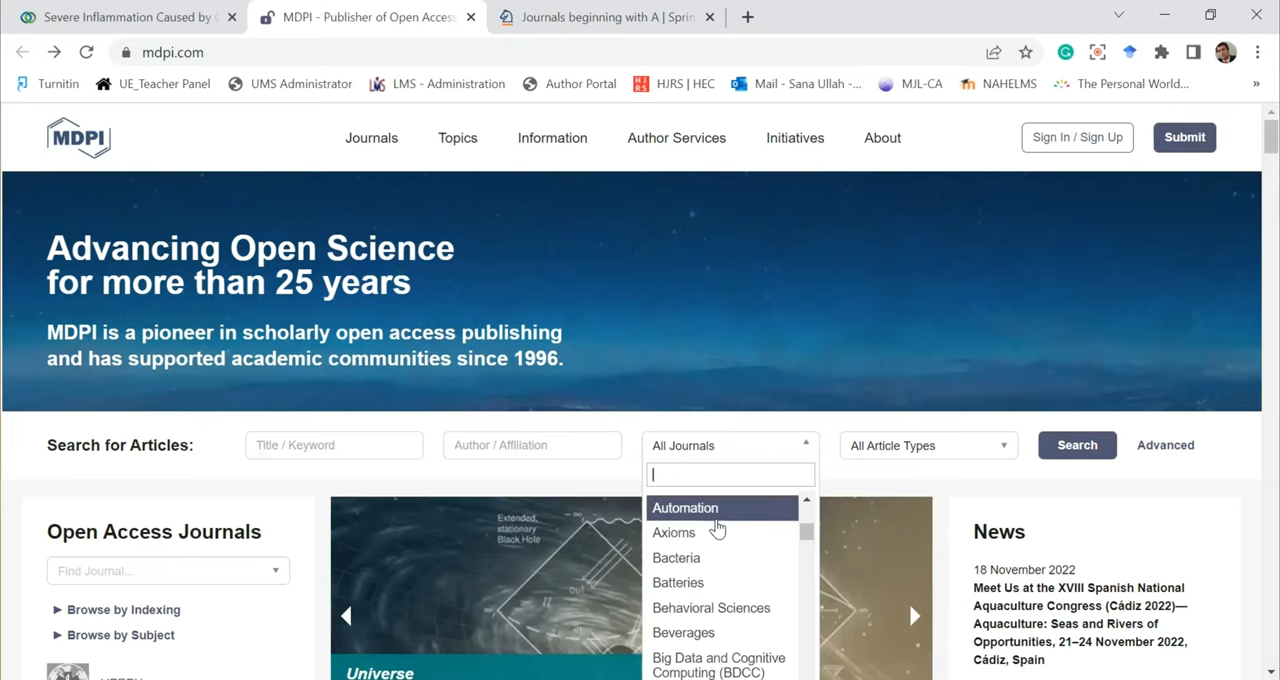 Severe Inflammation Caused by
MDPI - Publisher of Open Access
Journals beginning with A | Sprin
mdpi.com
Turnitin
UE_Teacher Panel
UMS Administrator
LMS - Administration
Author Portal
HJRS | HEC
Mail - Sana Ullah -...
MJL-CA
NAHELMS
The Personal World...
»
MDPI
Journals
Topics
Information
Author Services
Initiatives
About
Sign In / Sign Up
Submit
Advancing Open Science
for more than 25 years
MDPI is a pioneer in scholarly open access publishing
and has supported academic communities since 1996.
Search for Articles:
Title / Keyword
Author / Affiliation
All Journals
All Article Types
Search
Advanced
Automation
Axioms
Bacteria
Batteries
Behavioral Sciences
Beverages
Big Data and Cognitive
Computing (BDCC)
Open Access Journals
Find Journal...
Browse by Indexing
Browse by Subject
Extended,
stationary
Black Hole
out
Universe
News
18 November 2022
Meet Us at the XVIII Spanish National
Aquaculture Congress (Cádiz 2022)—
Aquaculture: Seas and Rivers of
Opportunities, 21–24 November 2022,
Cádiz, Spain